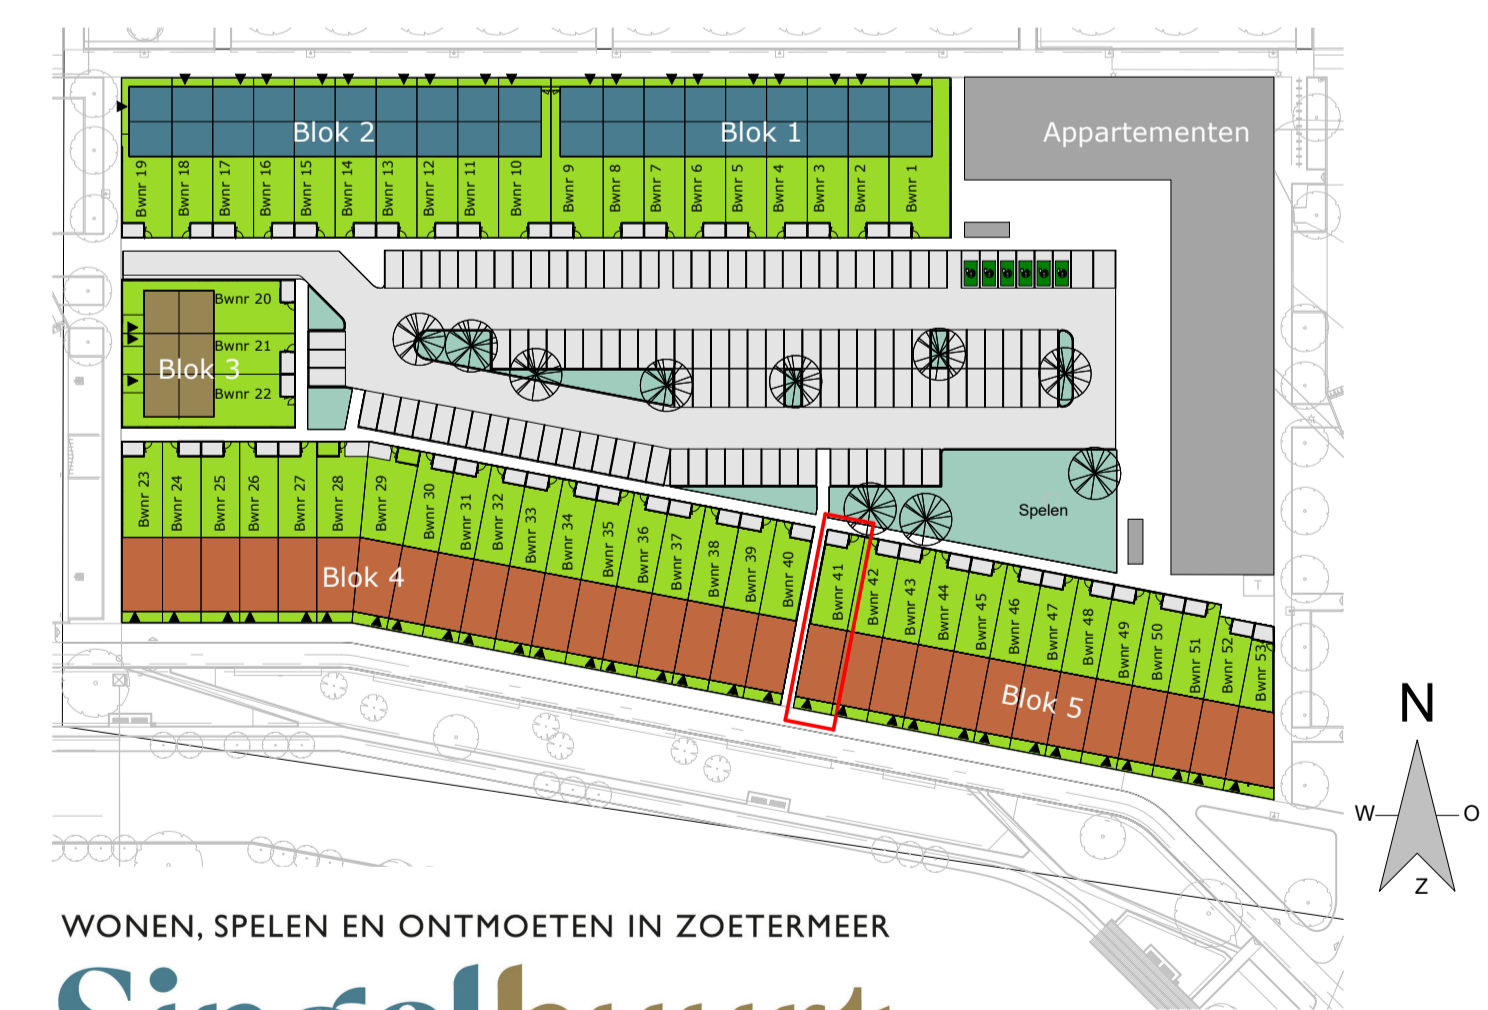 Blok 2
Blok 1
Appartementen
Bwnr 19
Bwnr 18
Bwnr 17
Bwnr 16
Bwnr 15
Bwnr 14
Bwnr 13
Bwnr 12
Bwnr 11
Bwnr 10
Bwnr 9
Bwnr 8
Bwnr 7
Bwnr 6
Bwnr 5
Bwnr 4
Bwnr 3
Bwnr 2
Bwnr 1
Bwnr 20
Bwnr 21
Blok 3
Bwnr 22
Bwnr 23
Bwnr 24
Bwnr 25
Bwnr 26
Bwnr 27
Bwnr 28
Bwnr 29
Bwnr 30
Bwnr 31
Bwnr 32
Bwnr 33
Bwnr 34
Bwnr 35
Bwnr 36
Bwnr 37
Bwnr 38
Bwnr 39
Bwnr 40
Spelen
Blok 4
Bwnr 41
Bwnr 42
Bwnr 43
Bwnr 44
Bwnr 45
Bwnr 46
Bwnr 47
Bwnr 48
Bwnr 49
Bwnr 50
Bwnr 51
Bwnr 52
Bwnr 53
T
Blok 5
N
W
O
Z
WONEN, SPELEN EN ONTMOETEN IN ZOETERMEER
Singelbuurt